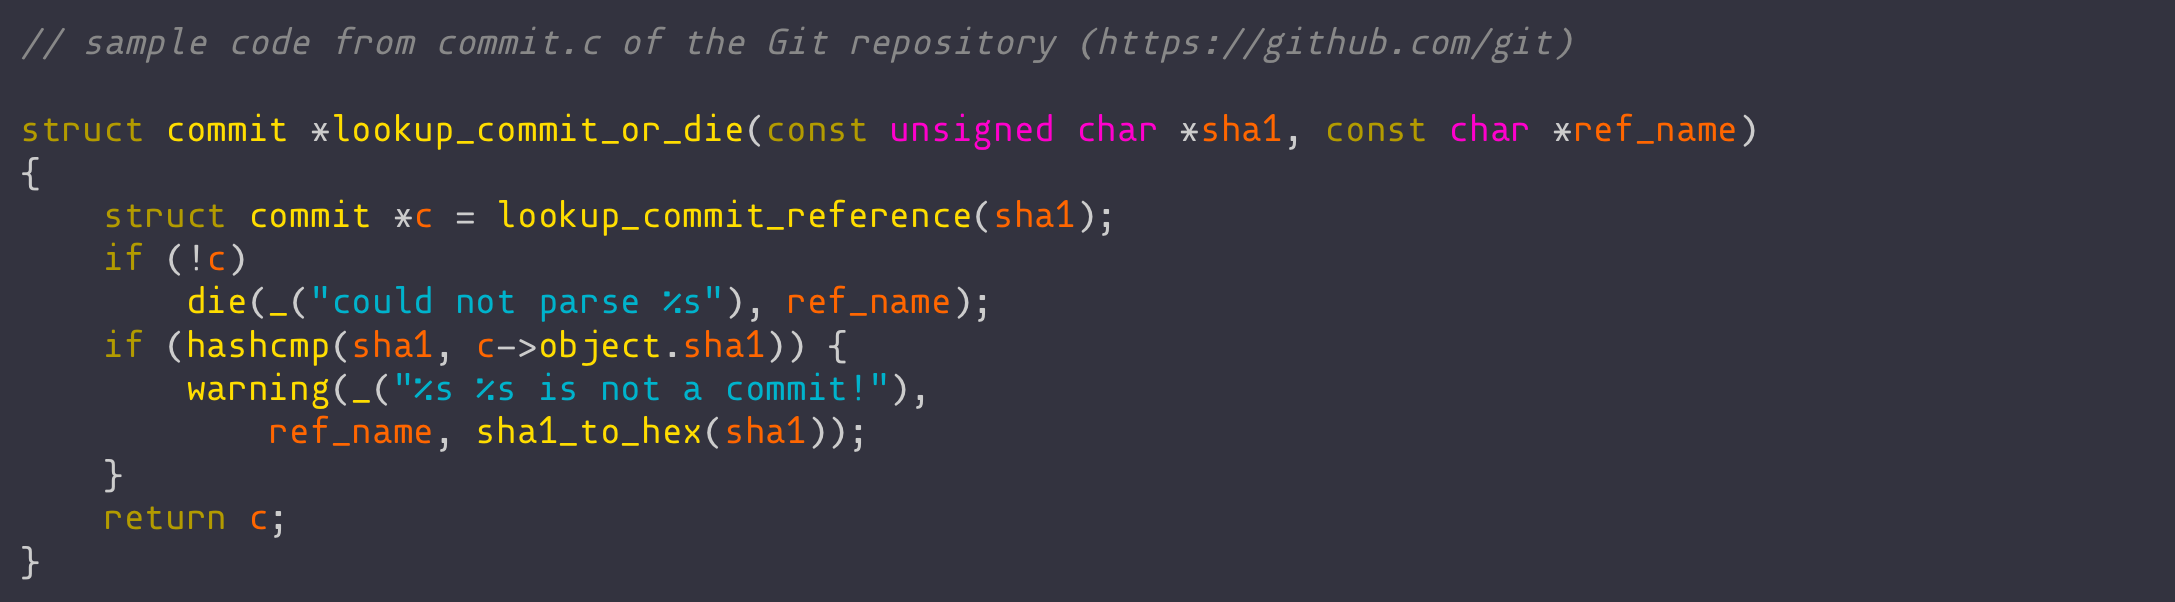 // sample code from commit.c of the Git repository (https://github.com/git)

struct commit *lookup_commit_or_die(const unsigned char *sha1, const char *ref_name)
{
    struct commit *c = lookup_commit_reference(sha1);
    if (!c)
        die(_("could not parse %s"), ref_name);
    if (hashcmp(sha1, c->object.sha1)) {
        warning(_("%s %s is not a commit!"),
            ref_name, sha1_to_hex(sha1));
    }
    return c;
}